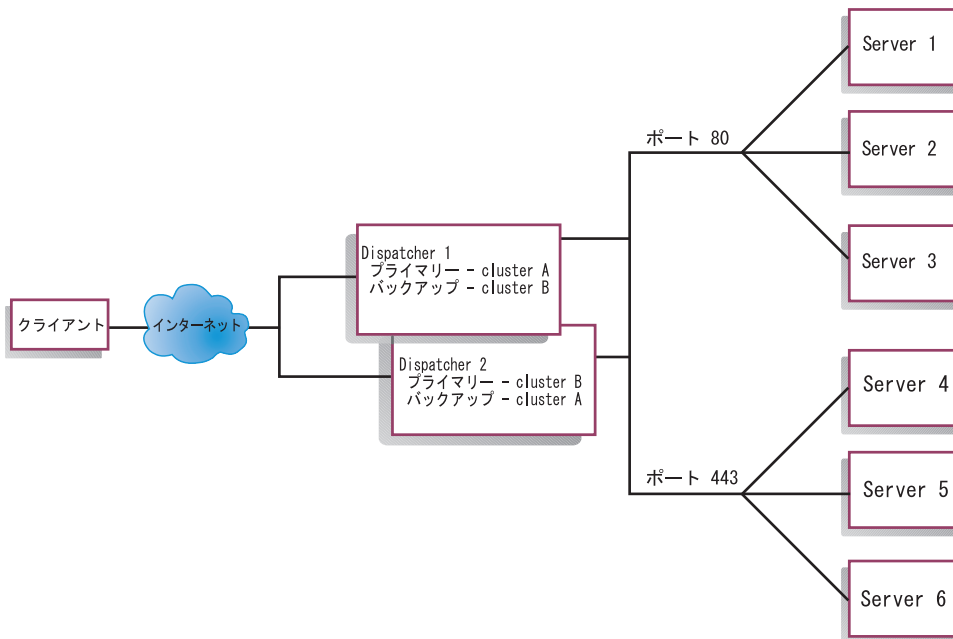 クライアント
インターネット
Dispatcher 1
プライマリー - cluster A
バックアップ - cluster B
Dispatcher 2
プライマリー - cluster B
バックアップ - cluster A
ポート 80
Server 1
Server 2
Server 3
ポート 443
Server 4
Server 5
Server 6